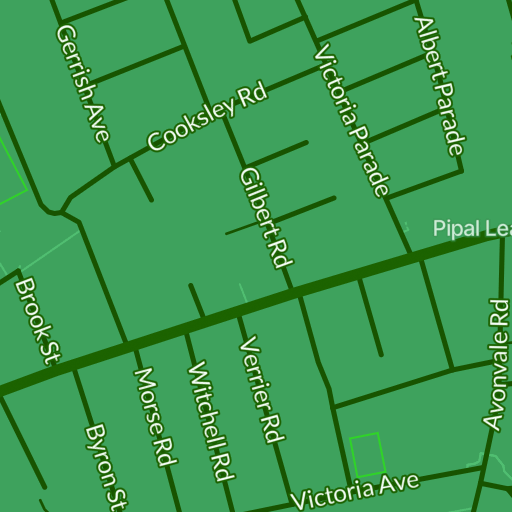 Gerrish Ave
Albert Parade
Victoria Parade
Cooksley Rd
Gilbert Rd
Pipal Lea
Brook St
Avonvale Rd
Verrier Rd
Witchell Rd
Morse Rd
Byron St
Victoria Ave